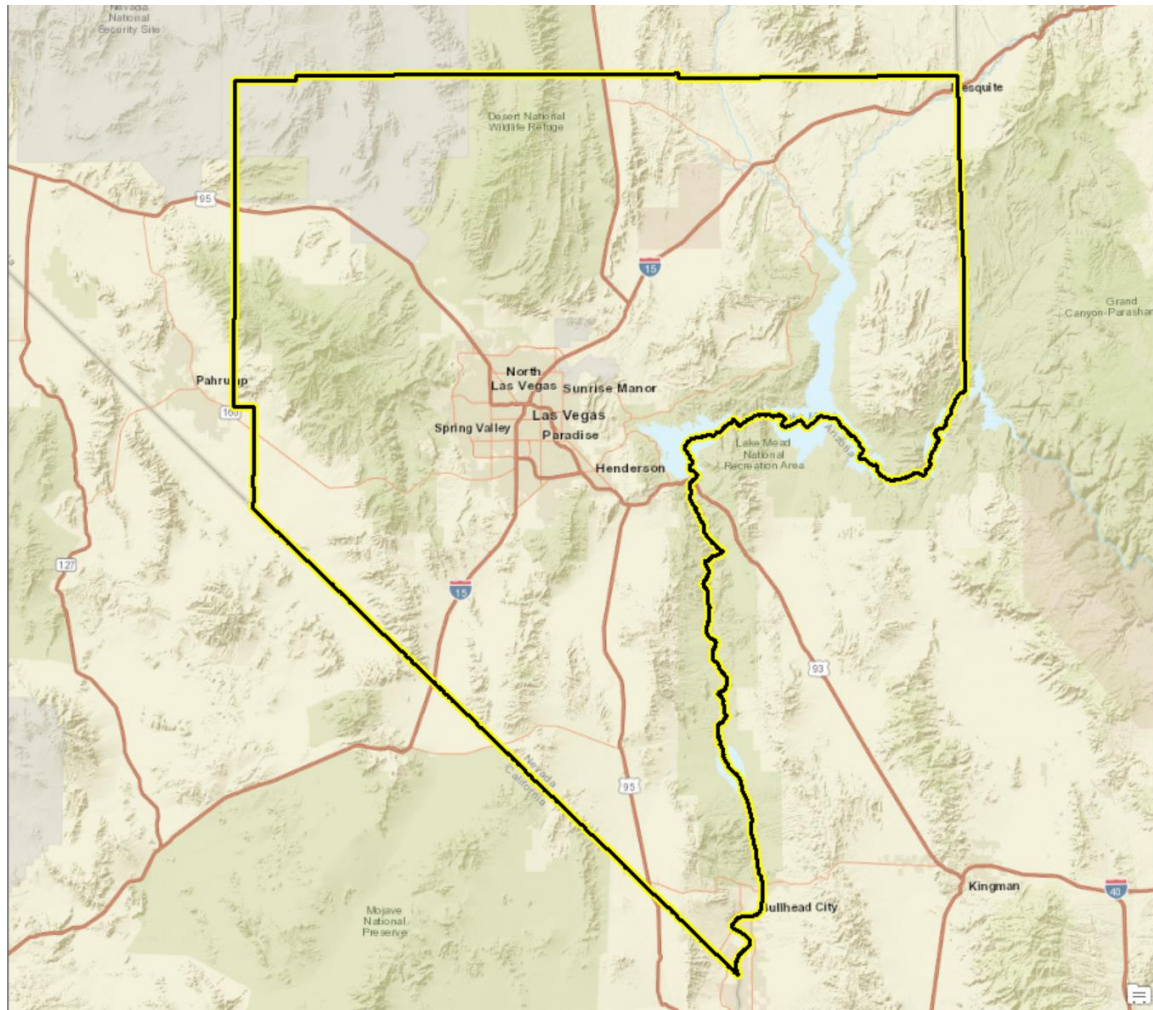 Nevada
National
Security Site
Desert National
Wildlife Refuge
Mesquite
95
15
Grand
Canyon-Parashan
Pahrump
North
Las Vegas
Sunrise Manor
160
Las Vegas
Spring Valley
Paradise
Lake Mead
National
Recreation Area
Arizona
Henderson
127
15
93
Nevada
California
95
Kingman
40
Bullhead City
Mojave
National
Preserve